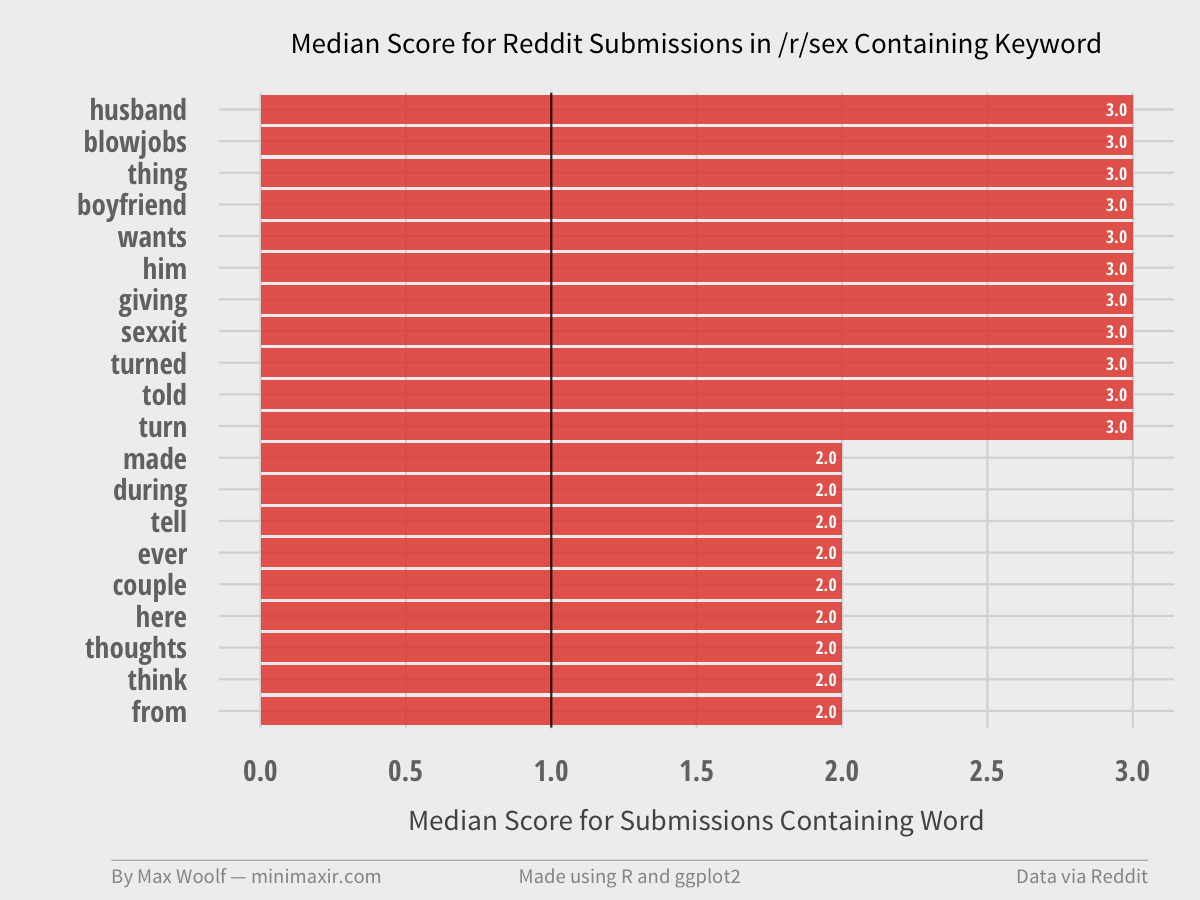 Median Score for Reddit Submissions in /r/sex Containing Keyword
husband 3.0
blowjobs 3.0
thing 3.0
boyfriend 3.0
wants 3.0
him 3.0
giving 3.0
sexxit 3.0
turned 3.0
told 3.0
turn 3.0
made 2.0
during 2.0
tell 2.0
ever 2.0
couple 2.0
here 2.0
thoughts 2.0
think 2.0
from 2.0
0.0 0.5 1.0 1.5 2.0 2.5 3.0
Median Score for Submissions Containing Word
By Max Woolf — minimaxir.com Made using R and ggplot2 Data via Reddit